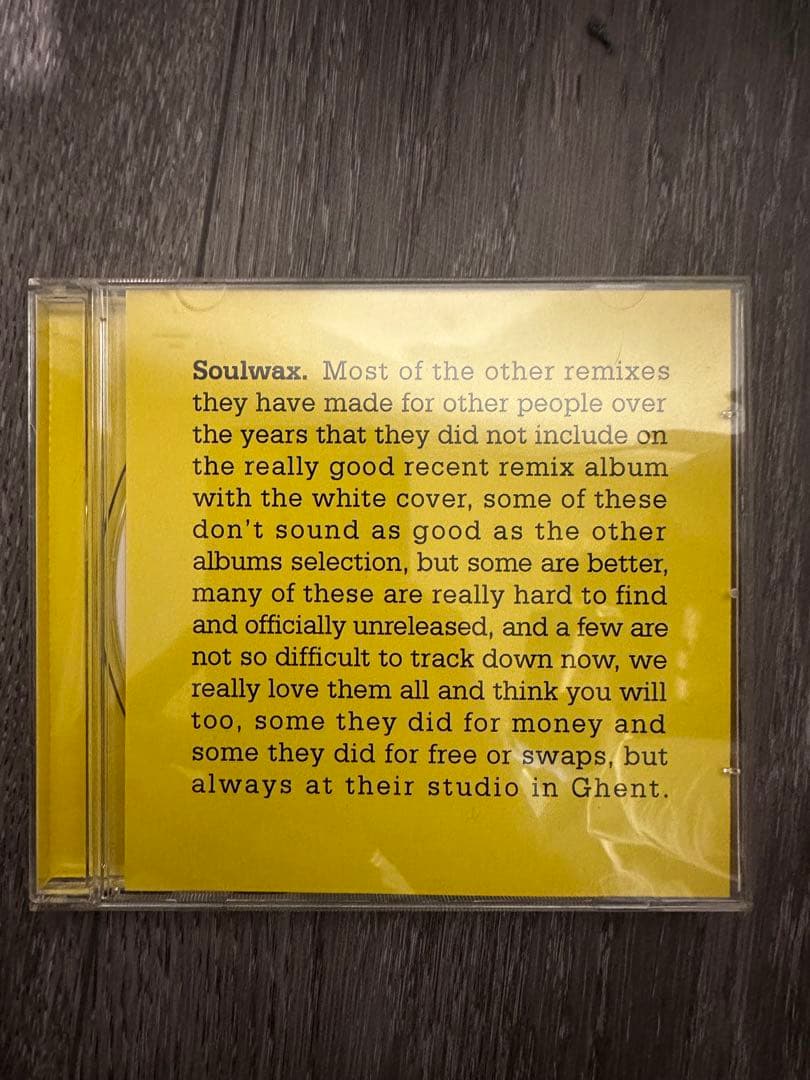 Soulwax. Most of the other remixes
they have made for other people over
the years that they did not include on
the really good recent remix album
with the white cover, some of these
don't sound as good as the other
albums selection, but some are better,
many of these are really hard to find
and officially unreleased, and a few are
not so difficult to track down now, we
really love them all and think you will
too, some they did for money and
some they did for free or swaps, but
always at their studio in Ghent.